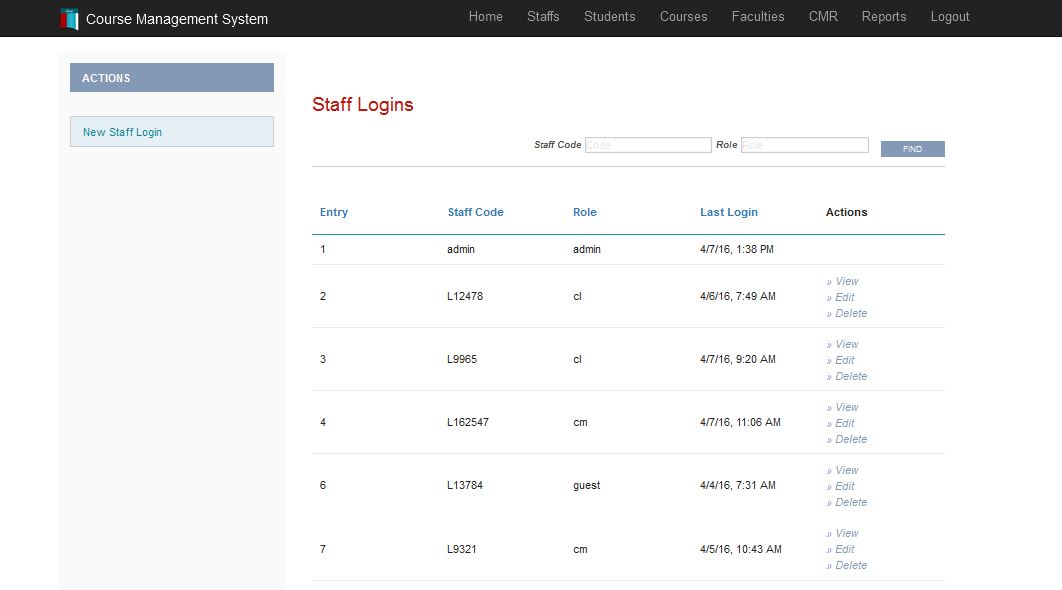 Course Management System Home Staffs Students Courses Faculties CMR Reports Logout
ACTIONS
New Staff Login
Staff Logins
Staff Code Code Role Role FIND
Entry Staff Code Role Last Login Actions
1 admin admin 4/7/16, 1:38 PM
2 L12478 cl 4/6/16, 7:49 AM » View
» Edit
» Delete
3 L9965 cl 4/7/16, 9:20 AM » View
» Edit
» Delete
4 L162547 cm 4/7/16, 11:06 AM » View
» Edit
» Delete
6 L13784 guest 4/4/16, 7:31 AM » View
» Edit
» Delete
7 L9321 cm 4/5/16, 10:43 AM » View
» Edit
» Delete